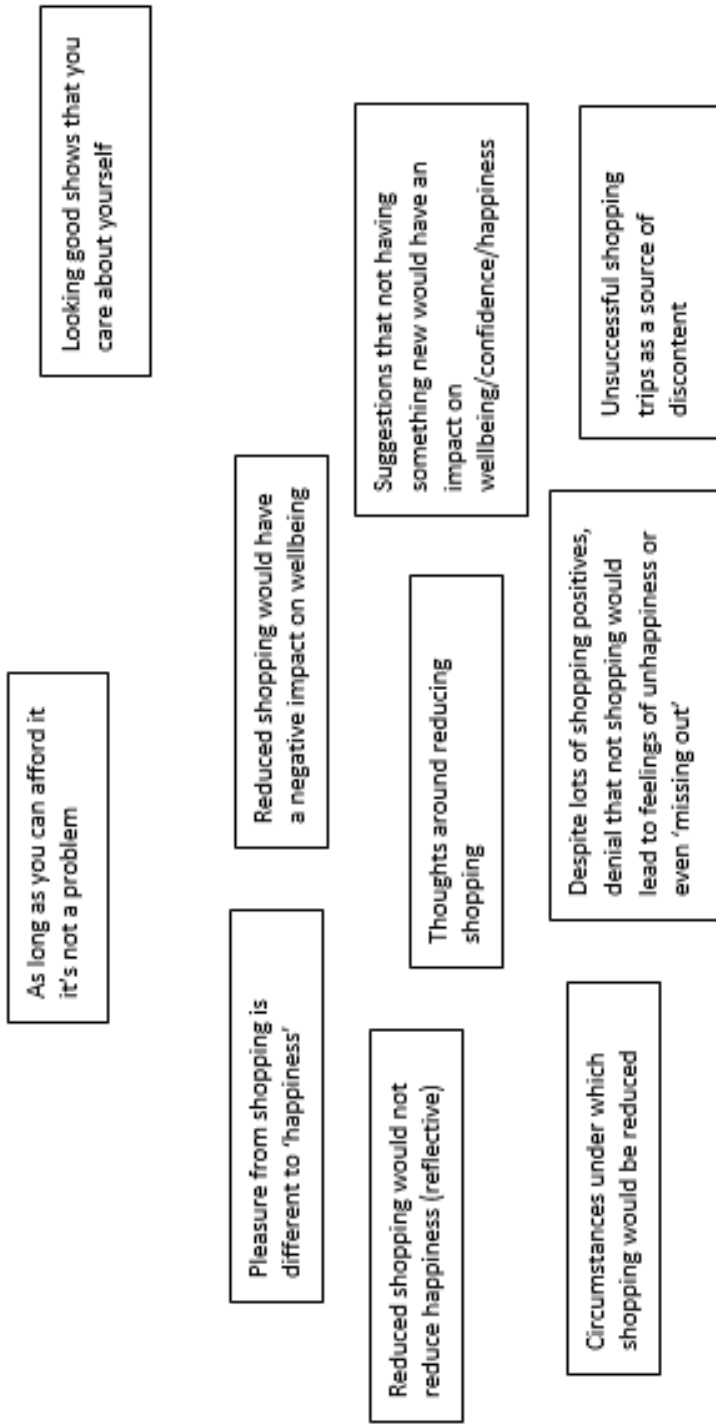 As long as you can afford it
it's not a problem
Looking good shows that you
care about yourself
Pleasure from shopping is
different to 'happiness'
Reduced shopping would have
a negative impact on wellbeing
Reduced shopping would not
reduce happiness (reflective)
Thoughts around reducing
shopping
Suggestions that not having
something new would have an
impact on
wellbeing/confidence/happiness
Circumstances under which
shopping would be reduced
Despite lots of shopping positives,
denial that not shopping would
lead to feelings of unhappiness or
even 'missing out'
Unsuccessful shopping
trips as a source of
discontent